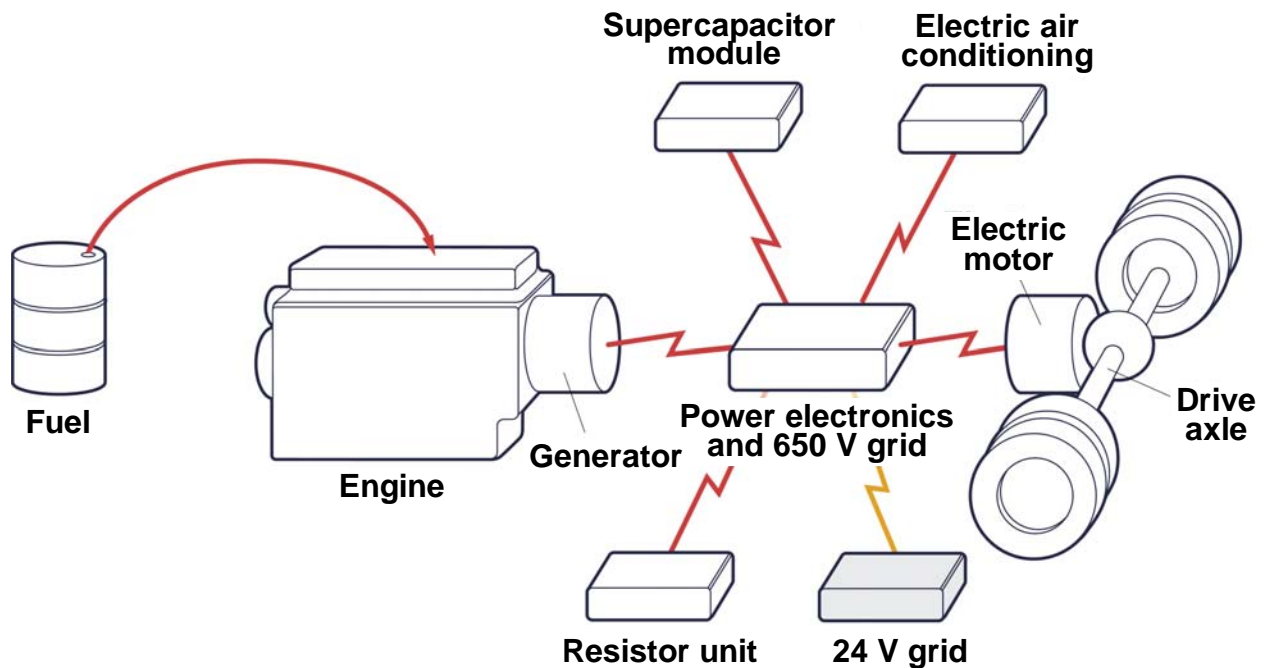 Supercapacitor
module
Electric air
conditioning
Electric
motor
Fuel
Engine
Generator
Power electronics
and 650 V grid
Drive
axle
Resistor unit
24 V grid